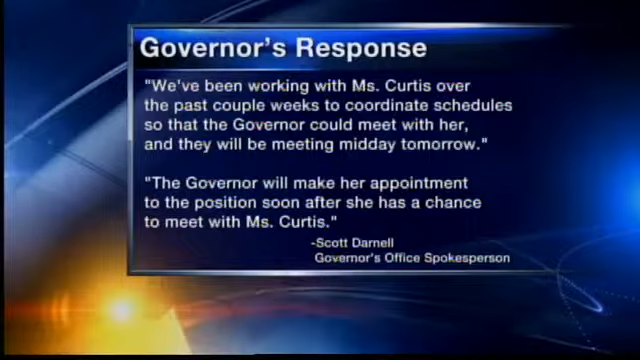 Governor's Response
"We've been working with Ms. Curtis over
the past couple weeks to coordinate schedules
so that the Governor could meet with her,
and they will be meeting midday tomorrow."
"The Governor will make her appointment
to the position soon after she has a chance
to meet with Ms. Curtis."
-Scott Darnell
Governor's Office Spokesperson